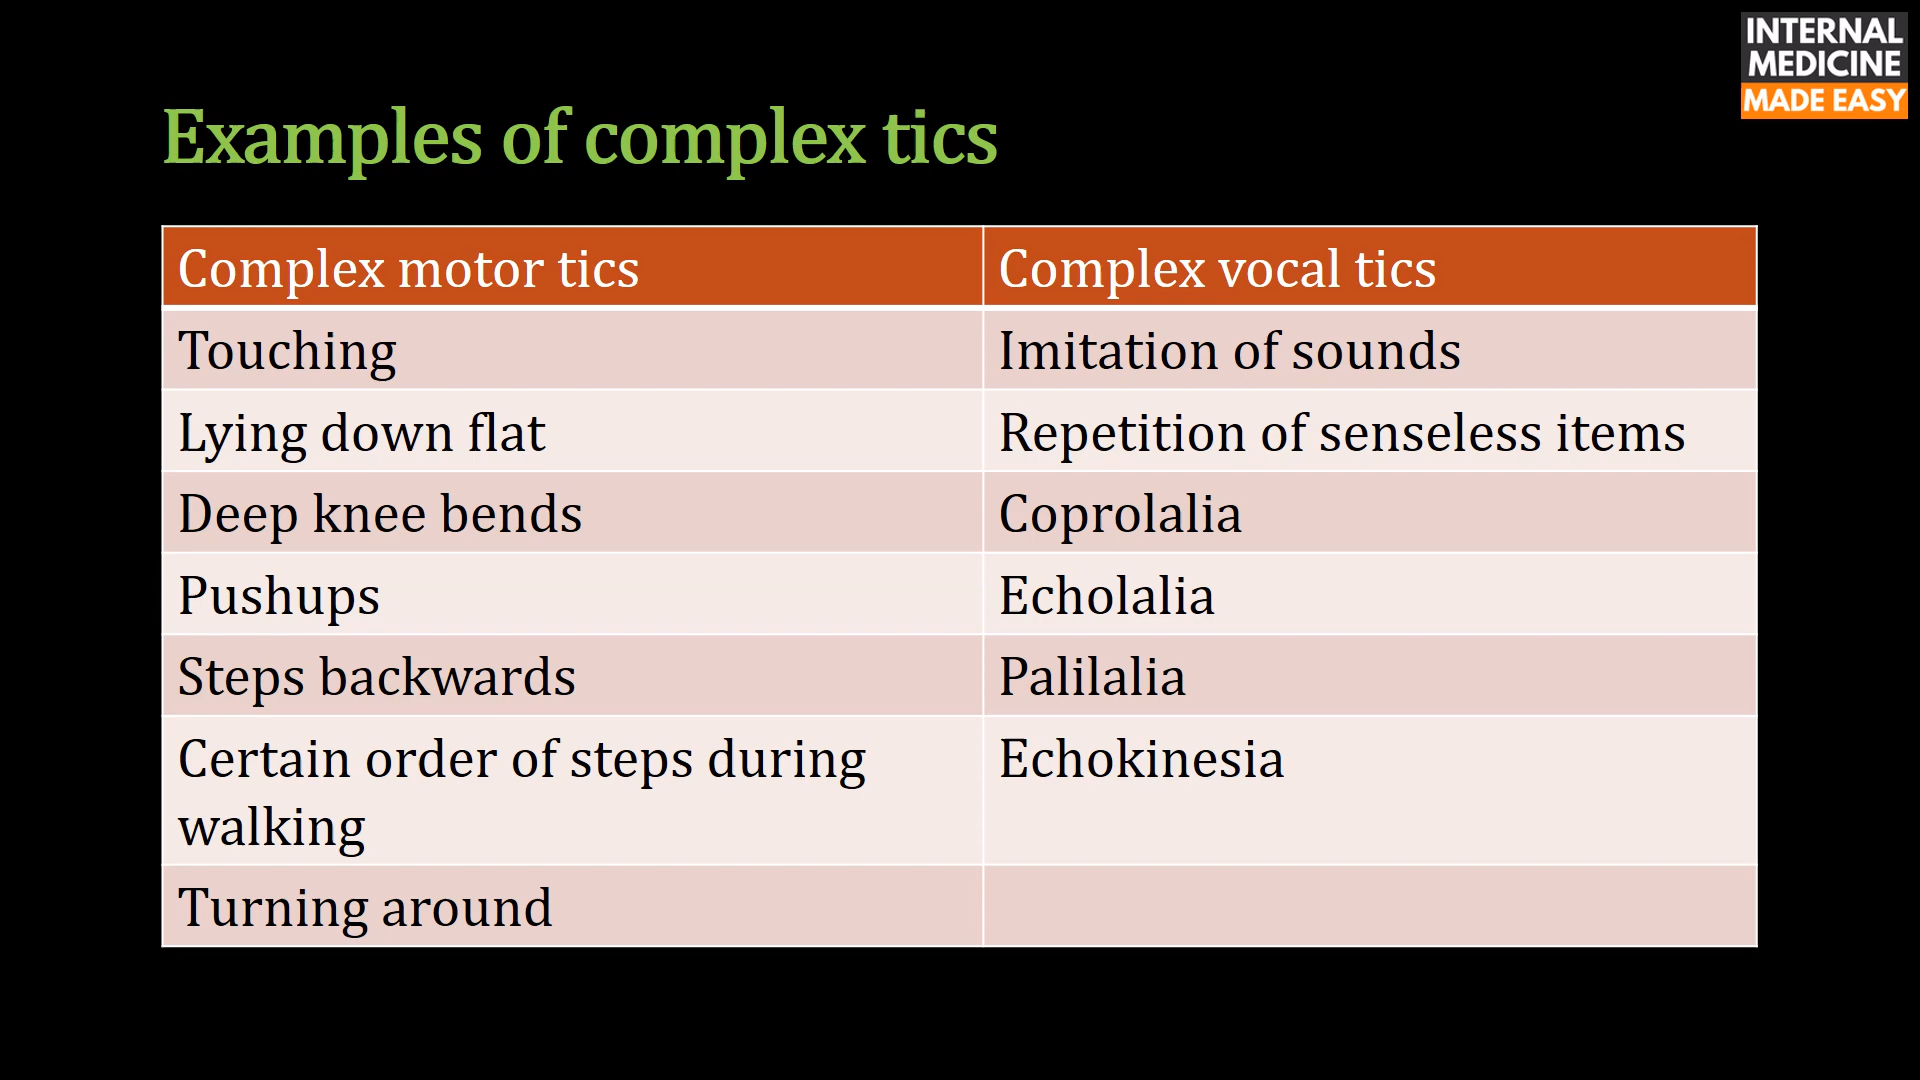 INTERNAL
MEDICINE
MADE EASY
Examples of complex tics
Complex motor tics
Complex vocal tics
Touching
Imitation of sounds
Lying down flat
Repetition of senseless items
Deep knee bends
Coprolalia
Pushups
Echolalia
Steps backwards
Palilalia
Certain order of steps during
walking
Echokinesia
Turning around